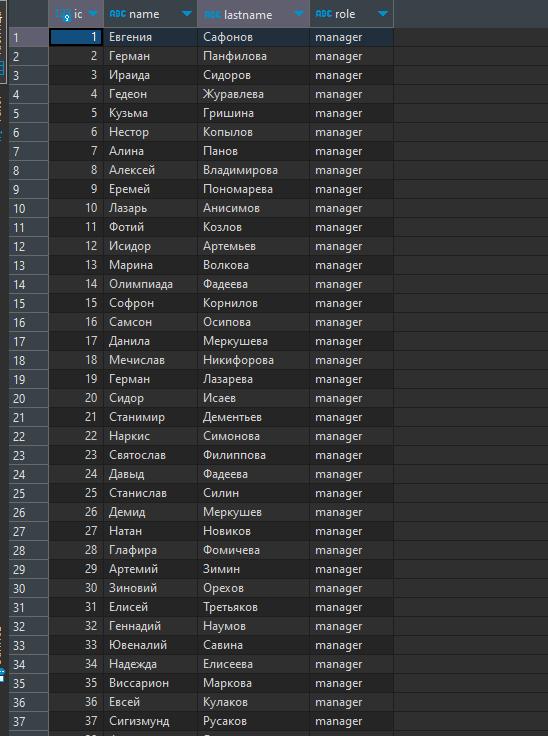 id name lastname role
1 1 Евгения Сафонов manager
2 2 Герман Панфилова manager
3 3 Ираида Сидоров manager
4 4 Гедеон Журавлева manager
5 5 Кузьма Гришина manager
6 6 Нестор Копылов manager
7 7 Алина Панов manager
8 8 Алексей Владимирова manager
9 9 Еремей Пономарева manager
10 10 Лазарь Анисимов manager
11 11 Фотий Козлов manager
12 12 Исидор Артемьев manager
13 13 Марина Волкова manager
14 14 Олимпиада Фадеева manager
15 15 Софрон Корнилов manager
16 16 Самсон Осипова manager
17 17 Данила Меркушева manager
18 18 Мечислав Никифорова manager
19 19 Герман Лазарева manager
20 20 Сидор Исаев manager
21 21 Станимир Дементьев manager
22 22 Наркис Симонова manager
23 23 Святослав Филиппова manager
24 24 Давыд Фадеева manager
25 25 Станислав Силин manager
26 26 Демид Меркушев manager
27 27 Натан Новиков manager
28 28 Глафира Фомичева manager
29 29 Артемий Зимин manager
30 30 Зиновий Орехов manager
31 31 Елисей Третьяков manager
32 32 Геннадий Наумов manager
33 33 Ювеналий Савина manager
34 34 Надежда Елисеева manager
35 35 Виссарион Маркова manager
36 36 Евсей Кулаков manager
37 37 Сигизмунд Русаков manager